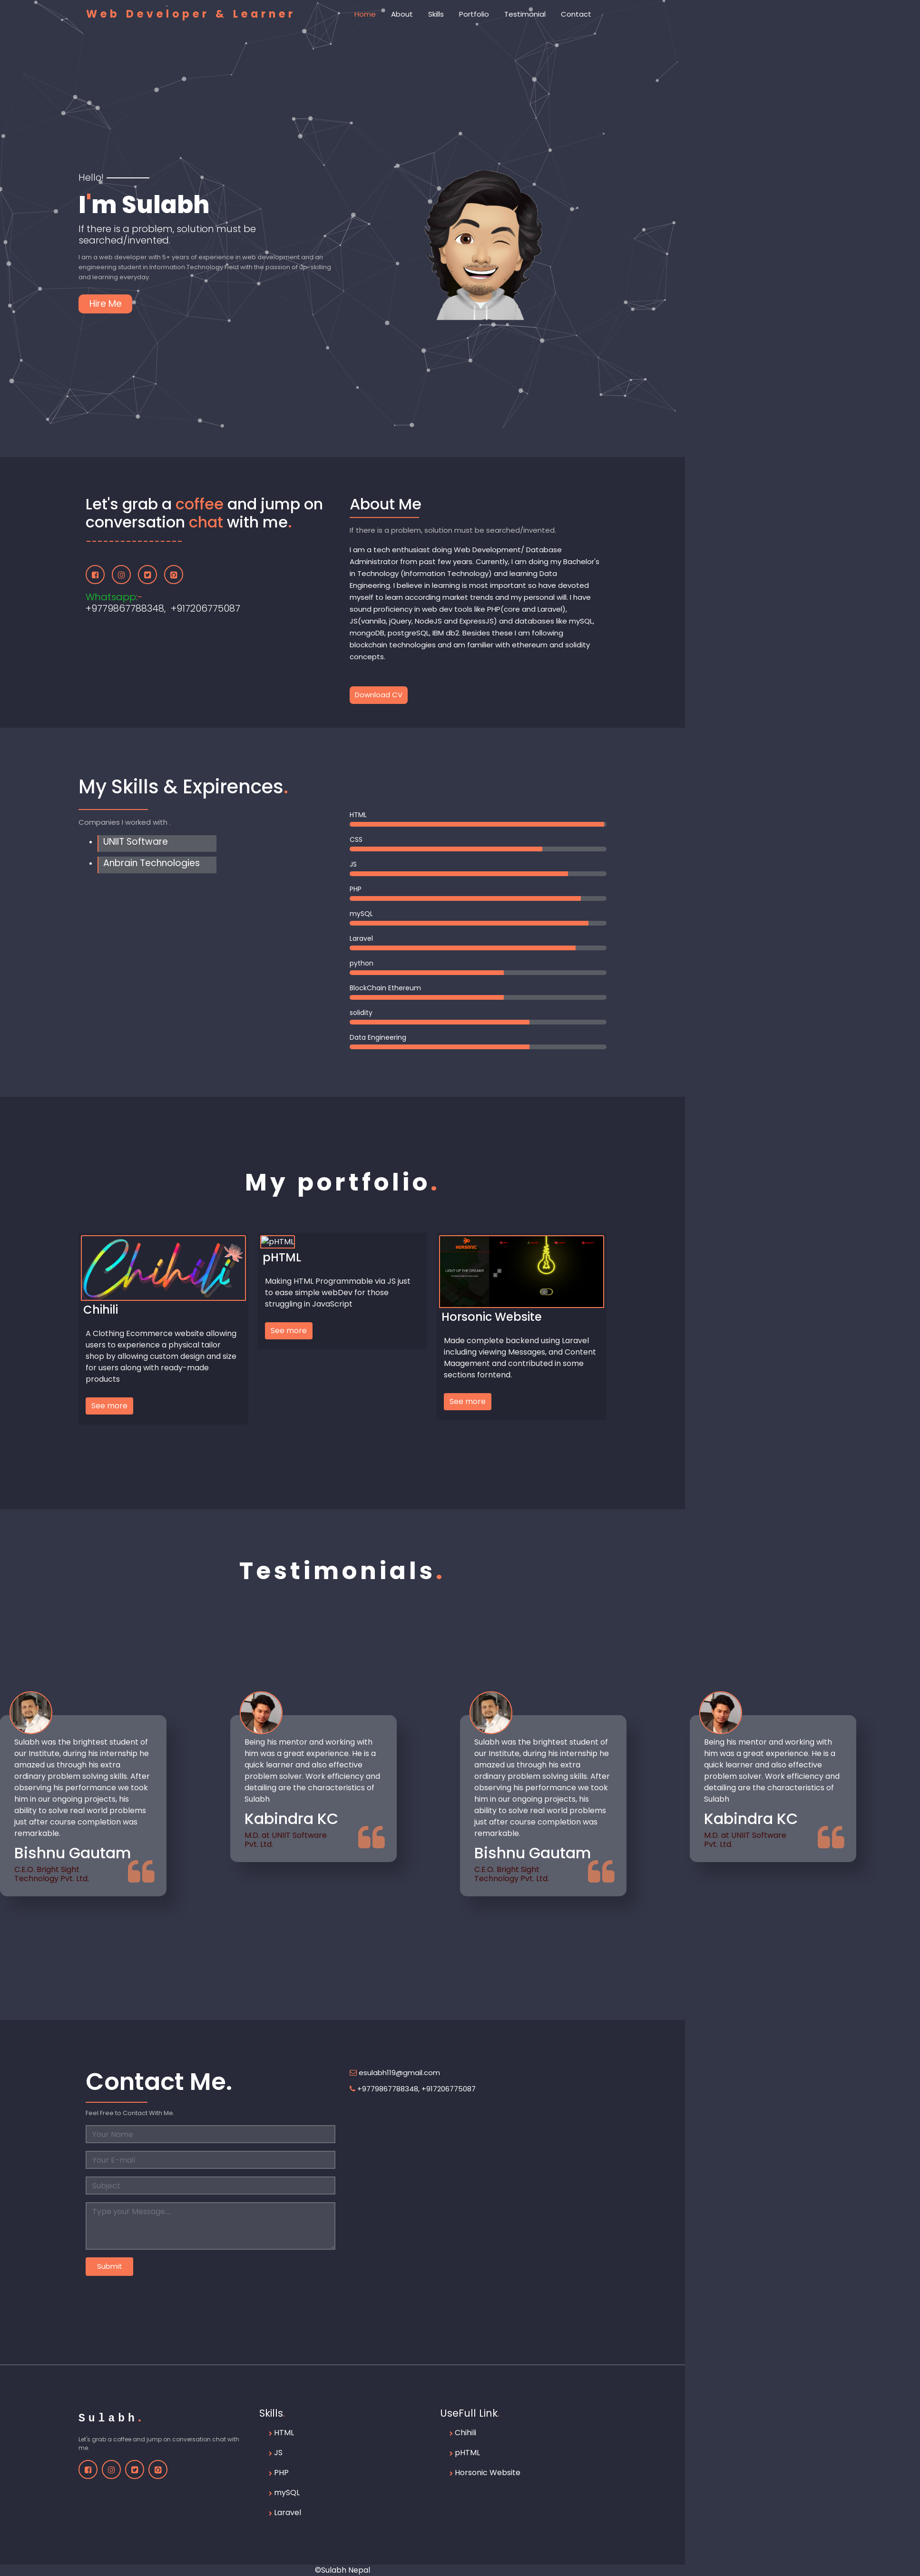 Web Developer & Learner
Home About Skills Portfolio Testimonial Contact
Hello!
I'm Sulabh
If there is a problem, solution must be
searched/invented.
I am a web developer with 5+ years of experience in web development and an
engineering student in Information Technology Field with the passion of up-skilling
and learning everyday.
Hire Me
Let's grab a coffee and jump on
conversation chat with me.
Whatsapp:-
+9779867788348, +917206775087
About Me
If there is a problem, solution must be searched/invented.
I am a tech enthusiast doing Web Development/ Database
Administrator from past few years. Currently, I am doing my Bachelor's
in Technology (Information Technology) and learning Data
Engineering. I believe in learning is most important so have devoted
myself to learn according market trends and my personal will. I have
sound proficiency in web dev tools like PHP(core and Laravel),
JS(vannila, jQuery, NodeJS and ExpressJS) and databases like mySQL,
mongoDB, postgreSQL, IBM db2. Besides these I am following
blockchain technologies and am familier with ethereum and solidity
concepts.
Download CV
My Skills & Expirences.
Companies I worked with .
UNIIT Software
Anbrain Technologies
HTML
CSS
JS
PHP
mySQL
Laravel
python
BlockChain Ethereum
solidity
Data Engineering
My portfolio.
Chihili
Chihili
A Clothing Ecommerce website allowing
users to experience a physical tailor
shop by allowing custom design and size
for users along with ready-made
products
See more
pHTML
pHTML
Making HTML Programmable via JS just
to ease simple webDev for those
struggling in JavaScript
See more
HORSONIC
LIGHT UP THE DREAMS
Horsonic Website
Made complete backend using Laravel
including viewing Messages, and Content
Maagement and contributed in some
sections forntend.
See more
Testimonials.
Sulabh was the brightest student of
our Institute, during his internship he
amazed us through his extra
ordinary problem solving skills. After
observing his performance we took
him in our ongoing projects, his
ability to solve real world problems
just after course completion was
remarkable.
Bishnu Gautam
C.E.O. Bright Sight
Technology Pvt. Ltd.
Being his mentor and working with
him was a great experience. He is a
quick learner and also effective
problem solver. Work efficiency and
detailing are the characteristics of
Sulabh
Kabindra KC
M.D. at UNIIT Software
Pvt. Ltd.
Sulabh was the brightest student of
our Institute, during his internship he
amazed us through his extra
ordinary problem solving skills. After
observing his performance we took
him in our ongoing projects, his
ability to solve real world problems
just after course completion was
remarkable.
Bishnu Gautam
C.E.O. Bright Sight
Technology Pvt. Ltd.
Being his mentor and working with
him was a great experience. He is a
quick learner and also effective
problem solver. Work efficiency and
detailing are the characteristics of
Sulabh
Kabindra KC
M.D. at UNIIT Software
Pvt. Ltd.
Contact Me.
Feel Free to Contact With Me.
Your Name
Your E-mail
Subject
Type your Message....
Submit
esulabh119@gmail.com
+9779867788348, +917206775087
Sulabh.
Let's grab a coffee and jump on conversation chat with
me.
Skills.
HTML
JS
PHP
mySQL
Laravel
UseFull Link.
Chihili
pHTML
Horsonic Website
©Sulabh Nepal